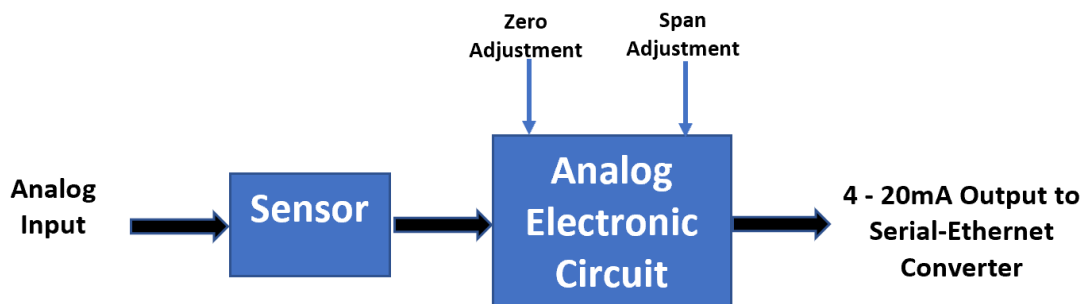 Zero
Adjustment
Span
Adjustment
Analog
Input
Sensor
Analog
Electronic
Circuit
4 - 20mA Output to
Serial-Ethernet
Converter